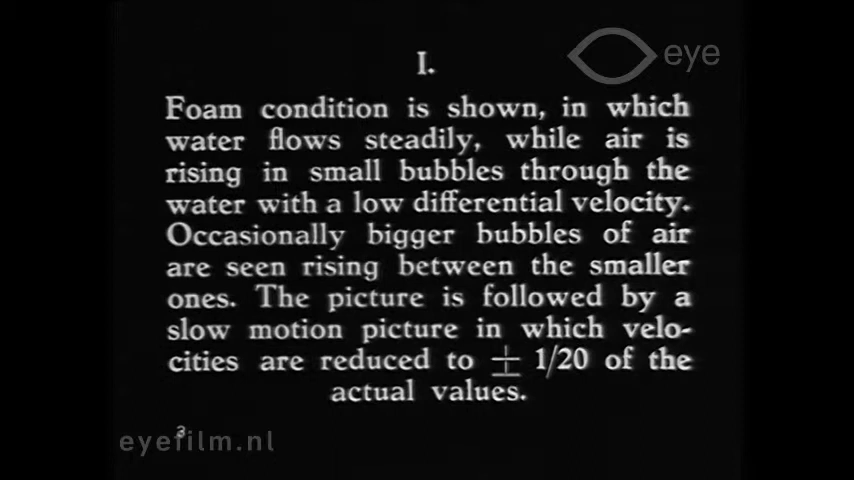 eye
I.
Foam condition is shown, in which
water flows steadily, while air is
rising in small bubbles through the
water with a low differential velocity.
Occasionally bigger bubbles of air
are seen rising between the smaller
ones. The picture is followed by a
slow motion picture in which velo-
cities are reduced to ± 1/20 of the
actual values.
3
eyefilm.nl